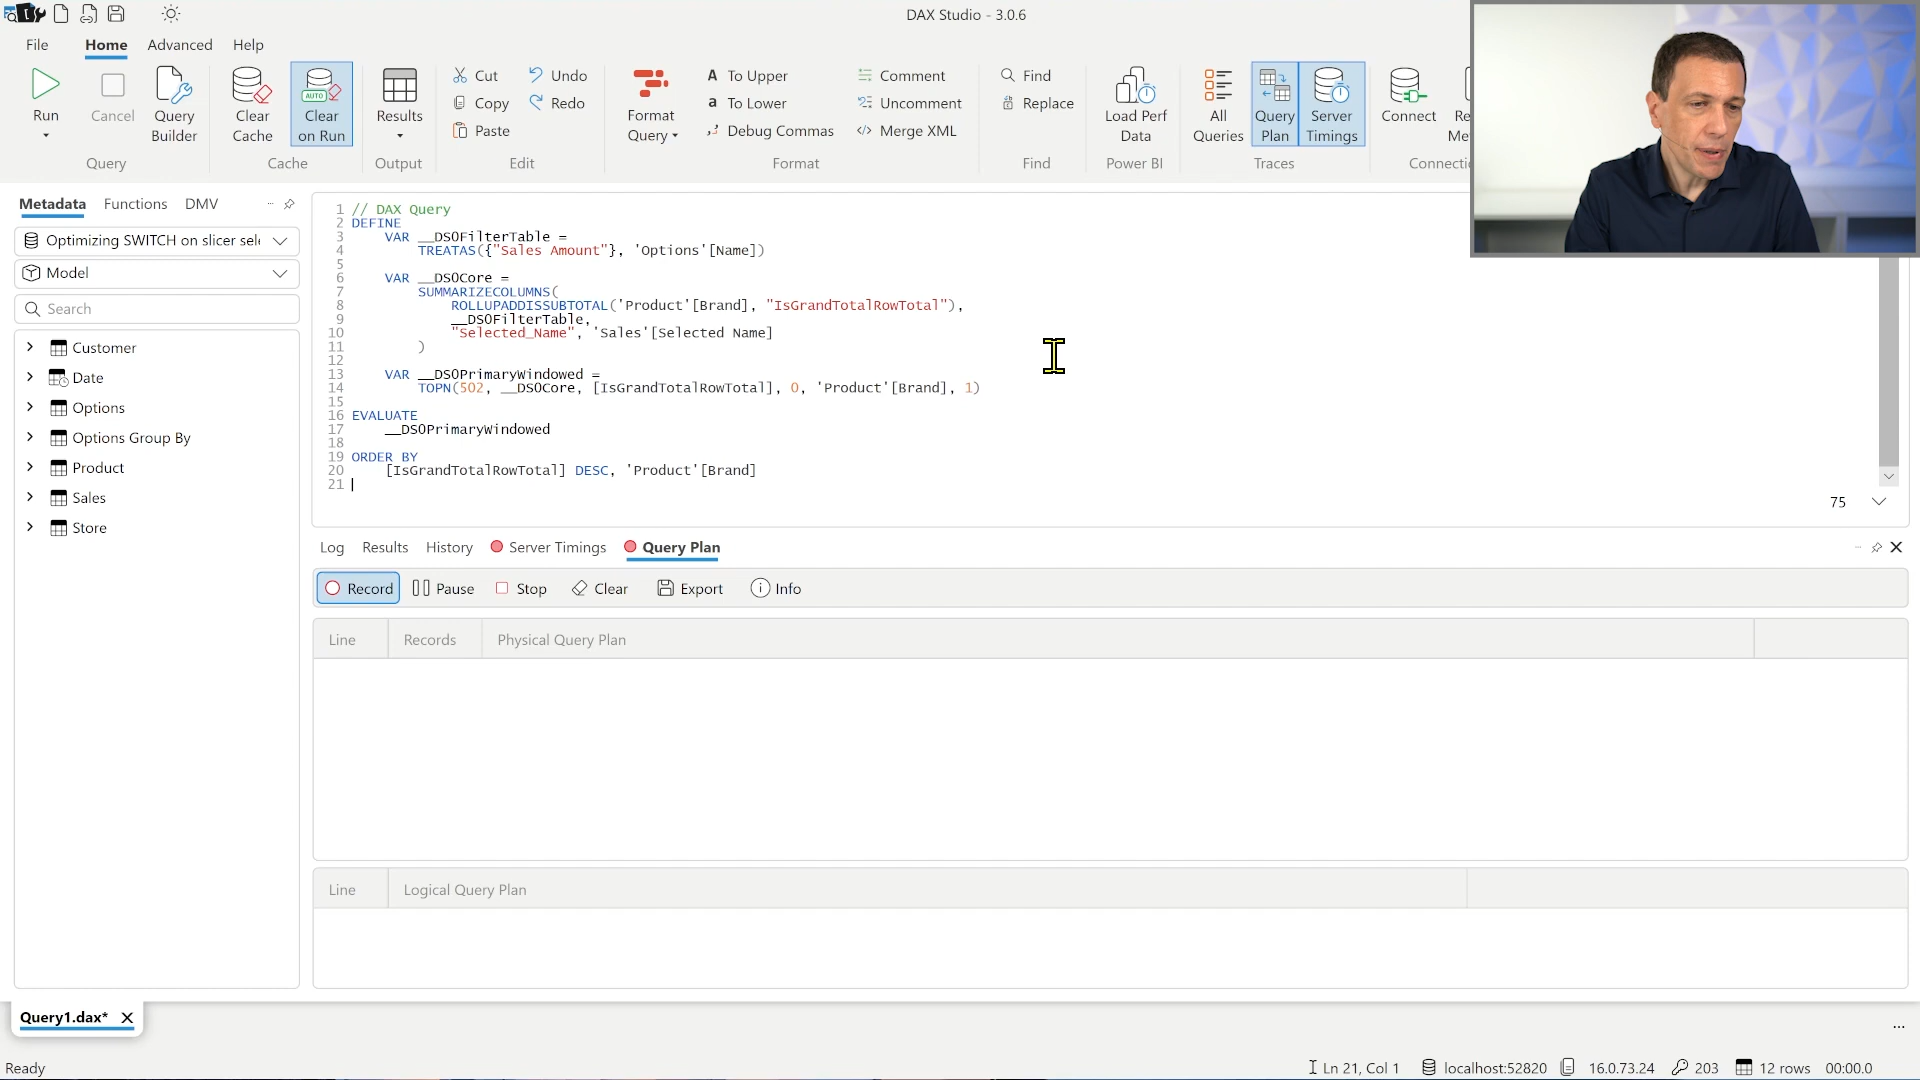 DAX Studio - 3.0.6
File Home Advanced Help
Run Cancel Query Builder
Query
Clear Cache AUTO Clear on Run
Cache
Results
Output
Cut Undo
Copy Redo
Paste
Edit
Format Query
A To Upper Comment
a To Lower Uncomment
Debug Commas Merge XML
Format
Find
Replace
Find
Load Perf Data
Power BI
All Queries Query Plan Server Timings
Traces
Connect
Metadata Functions DMV
Optimizing SWITCH on slicer sele
Model
Search
Customer
Date
Options
Options Group By
Product
Sales
Store
1 // DAX Query
2 DEFINE
3 VAR __DS0FilterTable =
4 TREATAS({"Sales Amount"}, 'Options'[Name])
5
6 VAR __DS0Core =
7 SUMMARIZECOLUMNS(
8 ROLLUPADDISSUBTOTAL('Product'[Brand], "IsGrandTotalRowTotal"),
9 __DS0FilterTable,
10 "Selected_Name", 'Sales'[Selected Name]
11 )
12
13 VAR __DS0PrimaryWindowed =
14 TOPN(502, __DS0Core, [IsGrandTotalRowTotal], 0, 'Product'[Brand], 1)
15
16 EVALUATE
17 __DS0PrimaryWindowed
18
19 ORDER BY
20 [IsGrandTotalRowTotal] DESC, 'Product'[Brand]
21
75
Log Results History Server Timings Query Plan
Record Pause Stop Clear Export Info
Line Records Physical Query Plan
Line Logical Query Plan
Query1.dax*
Ready Ln 21, Col 1 localhost:52820 16.0.73.24 203 12 rows 00:00.0